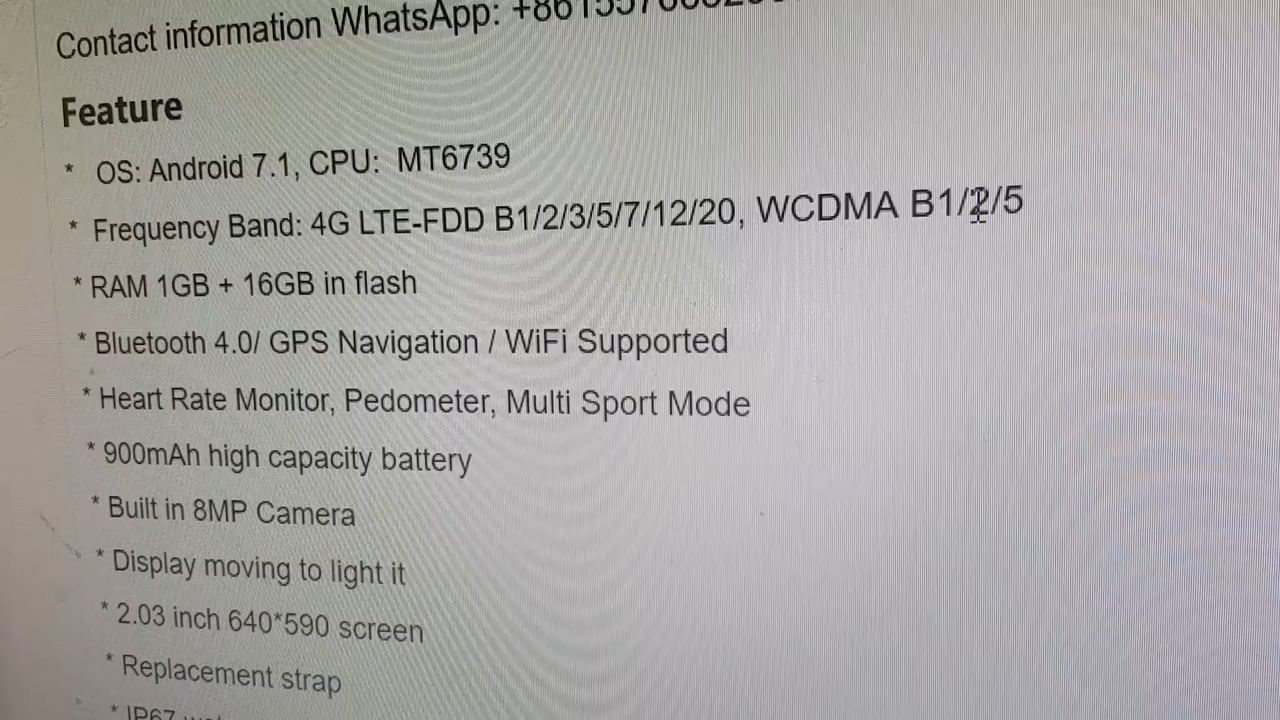 Contact information WhatsApp:
Feature
* OS: Android 7.1, CPU: MT6739
* Frequency Band: 4G LTE-FDD B1/2/3/5/7/12/20, WCDMA B1/2/5
* RAM 1GB + 16GB in flash
* Bluetooth 4.0/ GPS Navigation / WiFi Supported
* Heart Rate Monitor, Pedometer, Multi Sport Mode
* 900mAh high capacity battery
* Built in 8MP Camera
* Display moving to light it
* 2.03 inch 640*590 screen
* Replacement strap
* IP67